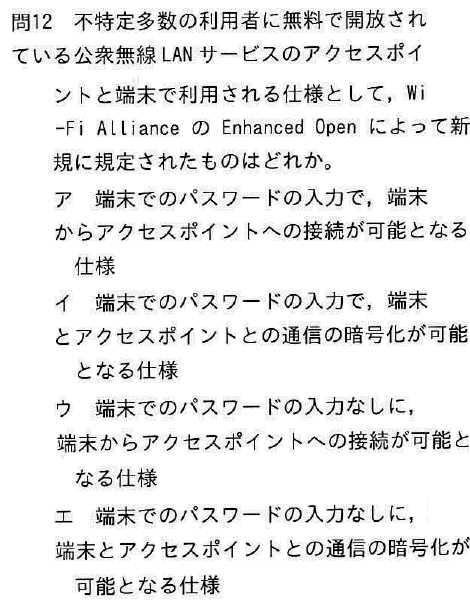 問12 不特定多数の利用者に無料で開放され
ている公衆無線LANサービスのアクセスポイ
ントと端末で利用される仕様として，Wi
-Fi Alliance の Enhanced Open によって新
規に規定されたものはどれか。
ア 端末でのパスワードの入力で，端末
からアクセスポイントへの接続が可能となる
仕様
イ 端末でのパスワードの入力で，端末
とアクセスポイントとの通信の暗号化が可能
となる仕様
ウ 端末でのパスワードの入力なしに，
端末からアクセスポイントへの接続が可能と
なる仕様
エ 端末でのパスワードの入力なしに，
端末とアクセスポイントとの通信の暗号化が
可能となる仕様